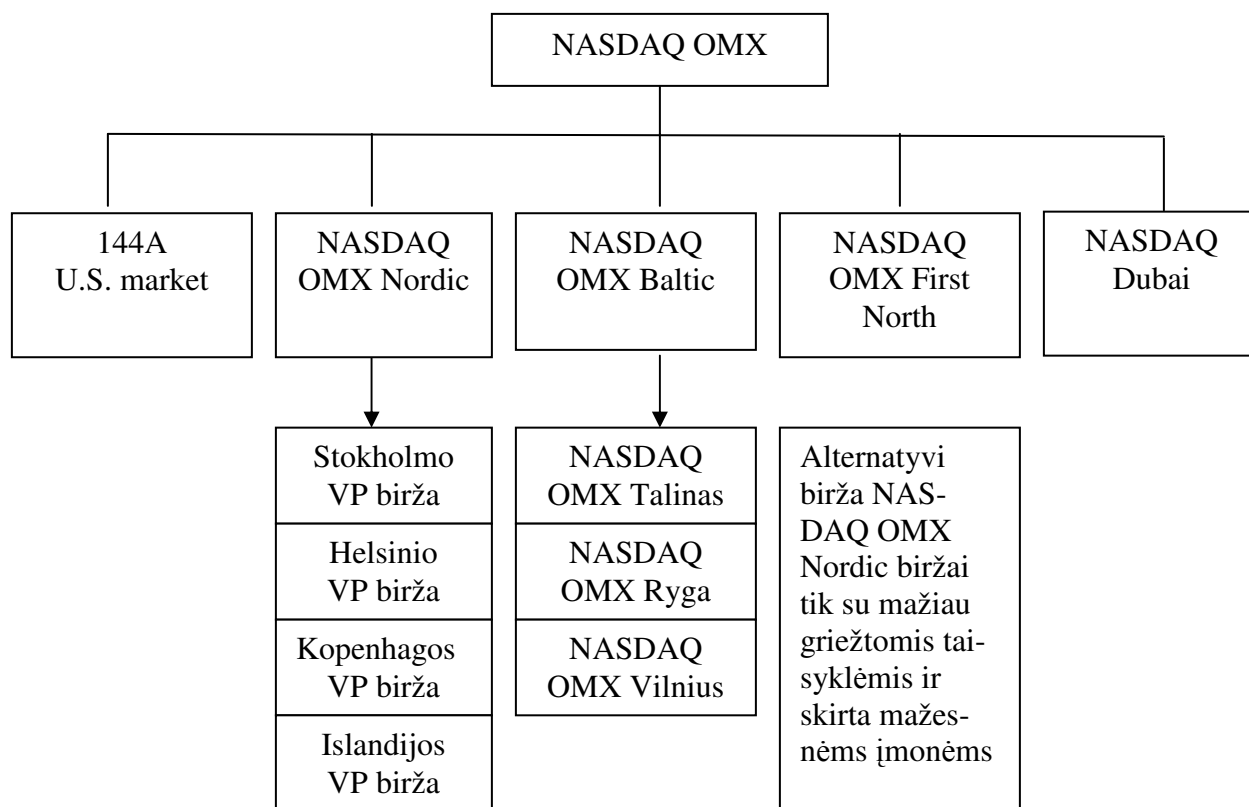 NASDAQ OMX
144A
U.S. market
NASDAQ
OMX Nordic
NASDAQ
OMX Baltic
NASDAQ
OMX First
North
NASDAQ
Dubai
Stokholmo
VP birža
Helsinio
VP birža
Kopenhagos
VP birža
Islandijos
VP birža
NASDAQ
OMX Talinas
NASDAQ
OMX Ryga
NASDAQ
OMX Vilnius
Alternatyvi
birža NAS-
DAQ OMX
Nordic biržai
tik su mažiau
griežtomis tai-
syklėmis ir
skirta mažes-
nėms įmonėms